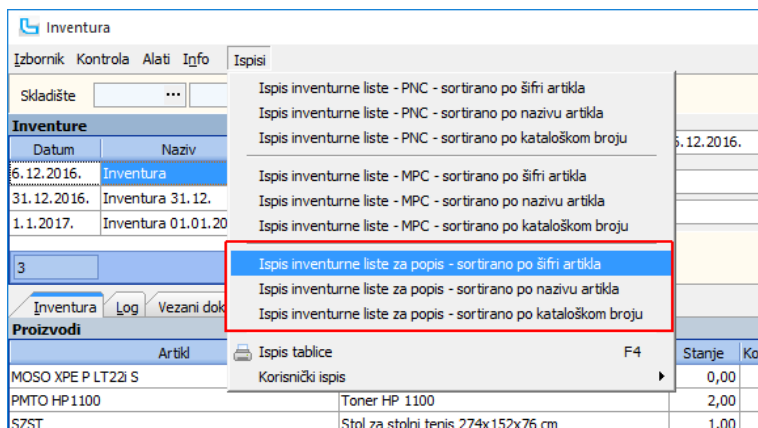 Inventura
Izbornik Kontrola Alati Info Ispisi
Skladište ...
Ispis inventurne liste - PNC - sortirano po šifri artikla
Ispis inventurne liste - PNC - sortirano po nazivu artikla
Ispis inventurne liste - PNC - sortirano po kataloškom broju
Ispis inventurne liste - MPC - sortirano po šifri artikla
Ispis inventurne liste - MPC - sortirano po nazivu artikla
Ispis inventurne liste - MPC - sortirano po kataloškom broju
Ispis inventurne liste za popis - sortirano po šifri artikla
Ispis inventurne liste za popis - sortirano po nazivu artikla
Ispis inventurne liste za popis - sortirano po kataloškom broju
Ispis tablice F4
Korisnički ispis
Inventure
Datum Naziv
.12.2016.
6.12.2016. Inventura
31.12.2016. Inventura 31.12.
1.1.2017. Inventura 01.01.20
3
Inventura Log Vezani dok
Proizvodi
Artikl Stanje Ko
MOSO XPE P LT22i S 0,00
PMTO HP1100 Toner HP 1100 2,00
SZST Stol za stolni tenis 274x152x76 cm 1,00